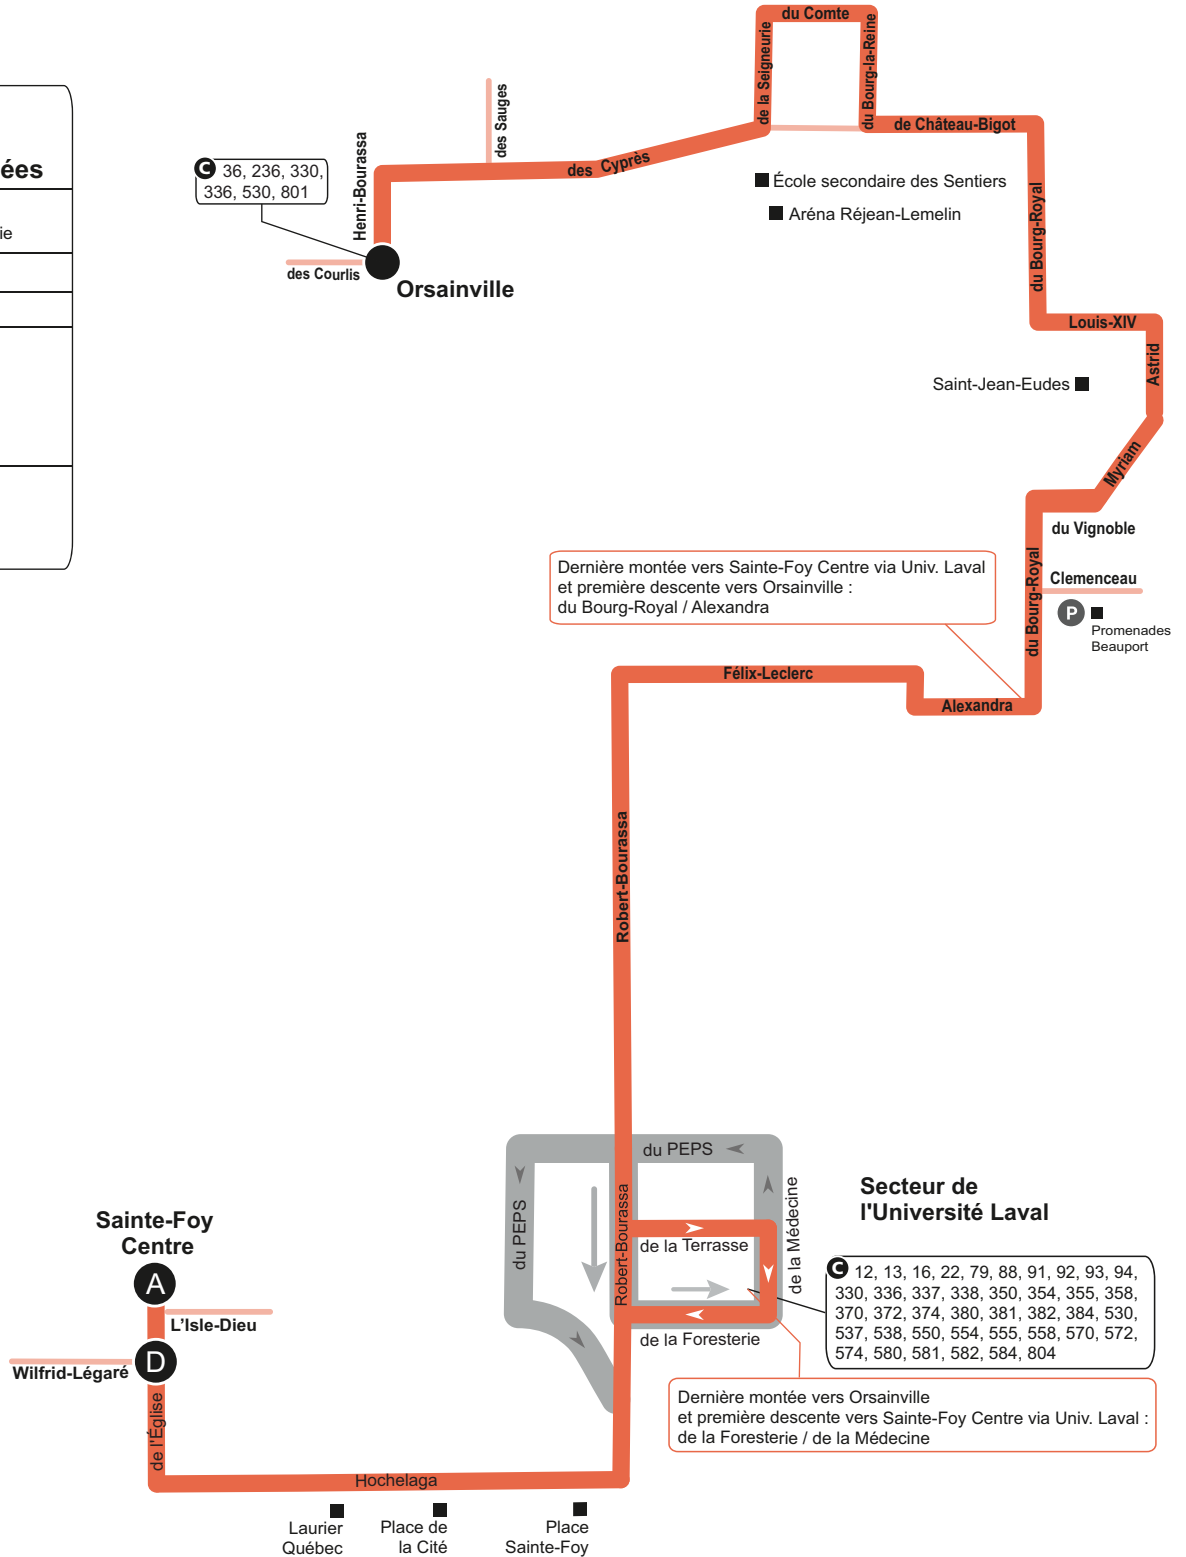 du Comte
de la Seigneurie
du Bourg-la-Reine
de Château-Bigot
des Sauges
Henri-Bourassa
des Cyprès
ées
ie
C 36, 236, 330,
336, 530, 801
des Courlis
Orsainville
École secondaire des Sentiers
Aréna Réjean-Lemelin
du Bourg-Royal
Louis-XIV
Astrid
Saint-Jean-Eudes
Myriam
du Vignoble
du Bourg-Royal
Clemenceau
P
Promenades
Beauport
Dernière montée vers Sainte-Foy Centre via Univ. Laval
et première descente vers Orsainville :
du Bourg-Royal / Alexandra
Félix-Leclerc
Alexandra
Robert-Bourassa
du PEPS
du PEPS
Robert-Bourassa
de la Médecine
de la Terrasse
de la Foresterie
Secteur de
l'Université Laval
C 12, 13, 16, 22, 79, 88, 91, 92, 93, 94,
330, 336, 337, 338, 350, 354, 355, 358,
370, 372, 374, 380, 381, 382, 384, 530,
537, 538, 550, 554, 555, 558, 570, 572,
574, 580, 581, 582, 584, 804
Dernière montée vers Orsainville
et première descente vers Sainte-Foy Centre via Univ. Laval :
de la Foresterie / de la Médecine
Sainte-Foy
Centre
A
L'Isle-Dieu
D
Wilfrid-Légaré
de l'Église
Hochelaga
Laurier
Québec
Place de
la Cité
Place
Sainte-Foy